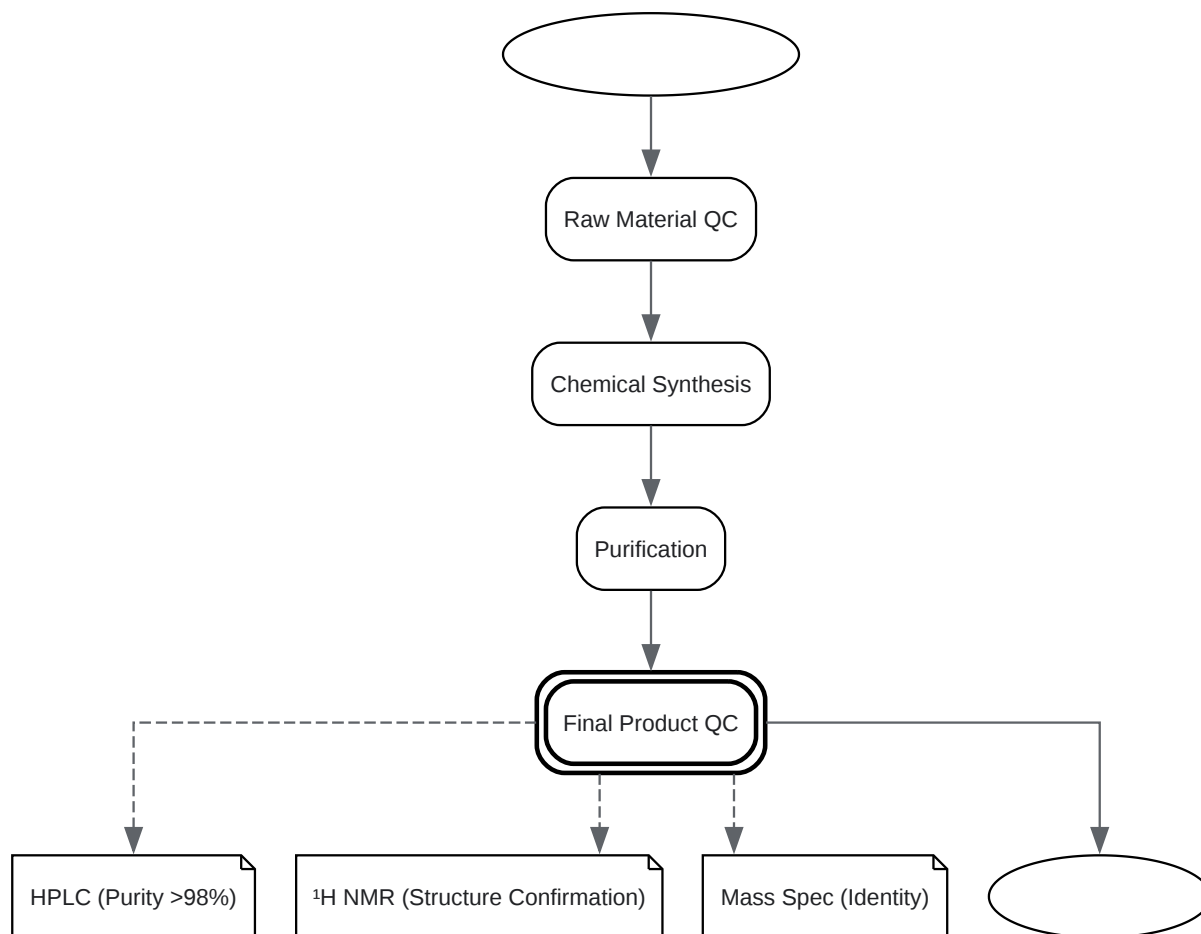 Raw Material QC
Chemical Synthesis
Purification
Final Product QC
HPLC (Purity >98%)
¹H NMR (Structure Confirmation)
Mass Spec (Identity)